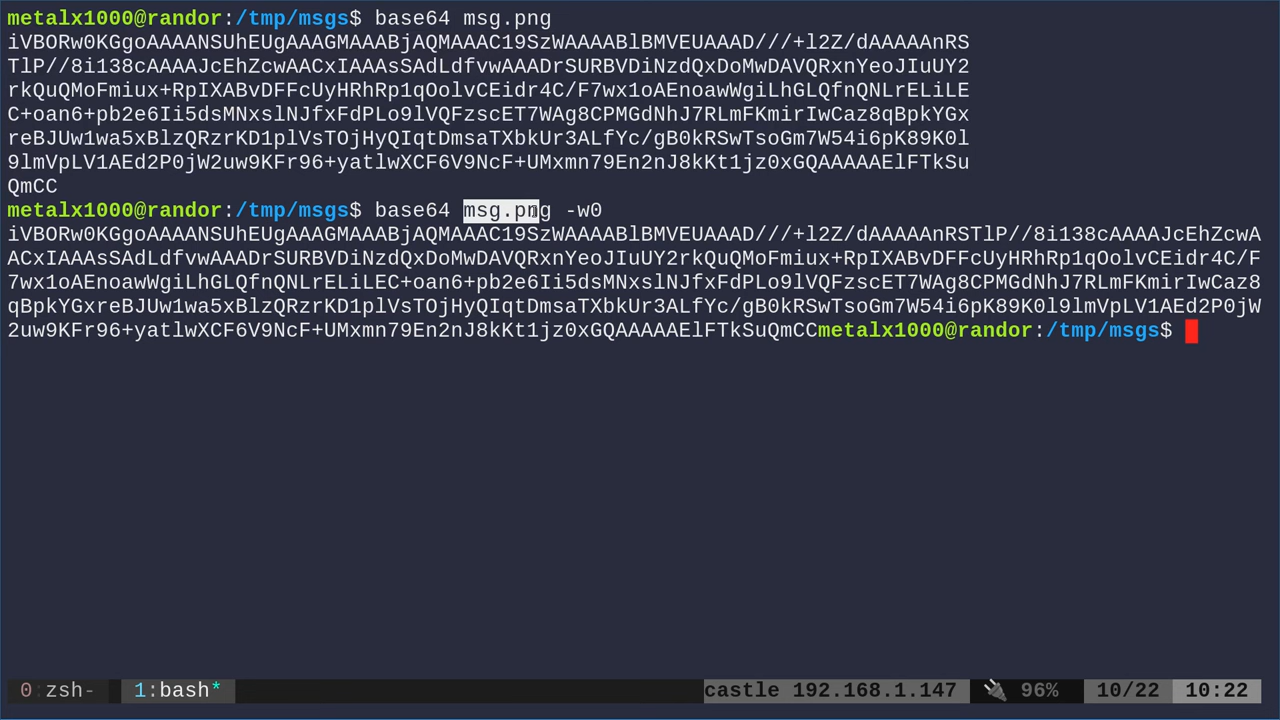 metalx1000@randor:/tmp/msgs$ base64 msg.png
iVBORw0KGgoAAAANSUhEUgAAAGMAAABjAQMAAAC19SzWAAAABlBMVEUAAAD///+l2Z/dAAAAAnRS
TlP//8i138cAAAAJcEhZcwAACxIAAAsSAdLdfvwAAADrSURBVDiNzdQxDoMwDAVQRxnYeoJIuUY2
rkQuQMoFmiux+RpIXABvDFFcUyHRhRp1qOolvCEidr4C/F7wx1oAEnoawWgiLhGLQfnQNLrELiLE
C+oan6+pb2e6Ii5dsMNxslNJfxFdPLo9lVQFzscET7WAg8CPMGdNhJ7RLmFKmirIwCaz8qBpkYGx
reBJUw1wa5xBlzQRzrKD1plVsTOjHyQIqtDmsaTXbkUr3ALfYc/gB0kRSwTsoGm7W54i6pK89K0l
9lmVpLV1AEd2P0jW2uw9KFr96+yatlwXCF6V9NcF+UMxmn79En2nJ8kKt1jz0xGQAAAAAElFTkSu
QmCC
metalx1000@randor:/tmp/msgs$ base64 msg.png -w0
iVBORw0KGgoAAAANSUhEUgAAAGMAAABjAQMAAAC19SzWAAAABlBMVEUAAAD///+l2Z/dAAAAAnRSTlP//8i138cAAAAJcEhZcwA
ACxIAAAsSAdLdfvwAAADrSURBVDiNzdQxDoMwDAVQRxnYeoJIuUY2rkQuQMoFmiux+RpIXABvDFFcUyHRhRp1qOolvCEidr4C/F
7wx1oAEnoawWgiLhGLQfnQNLrELiLEC+oan6+pb2e6Ii5dsMNxslNJfxFdPLo9lVQFzscET7WAg8CPMGdNhJ7RLmFKmirIwCaz8
qBpkYGxreBJUw1wa5xBlzQRzrKD1plVsTOjHyQIqtDmsaTXbkUr3ALfYc/gB0kRSwTsoGm7W54i6pK89K0l9lmVpLV1AEd2P0jW
2uw9KFr96+yatlwXCF6V9NcF+UMxmn79En2nJ8kKt1jz0xGQAAAAAElFTkSuQmCCmetalx1000@randor:/tmp/msgs$
0:zsh- 1:bash* castle 192.168.1.147 96% 10/22 10:22